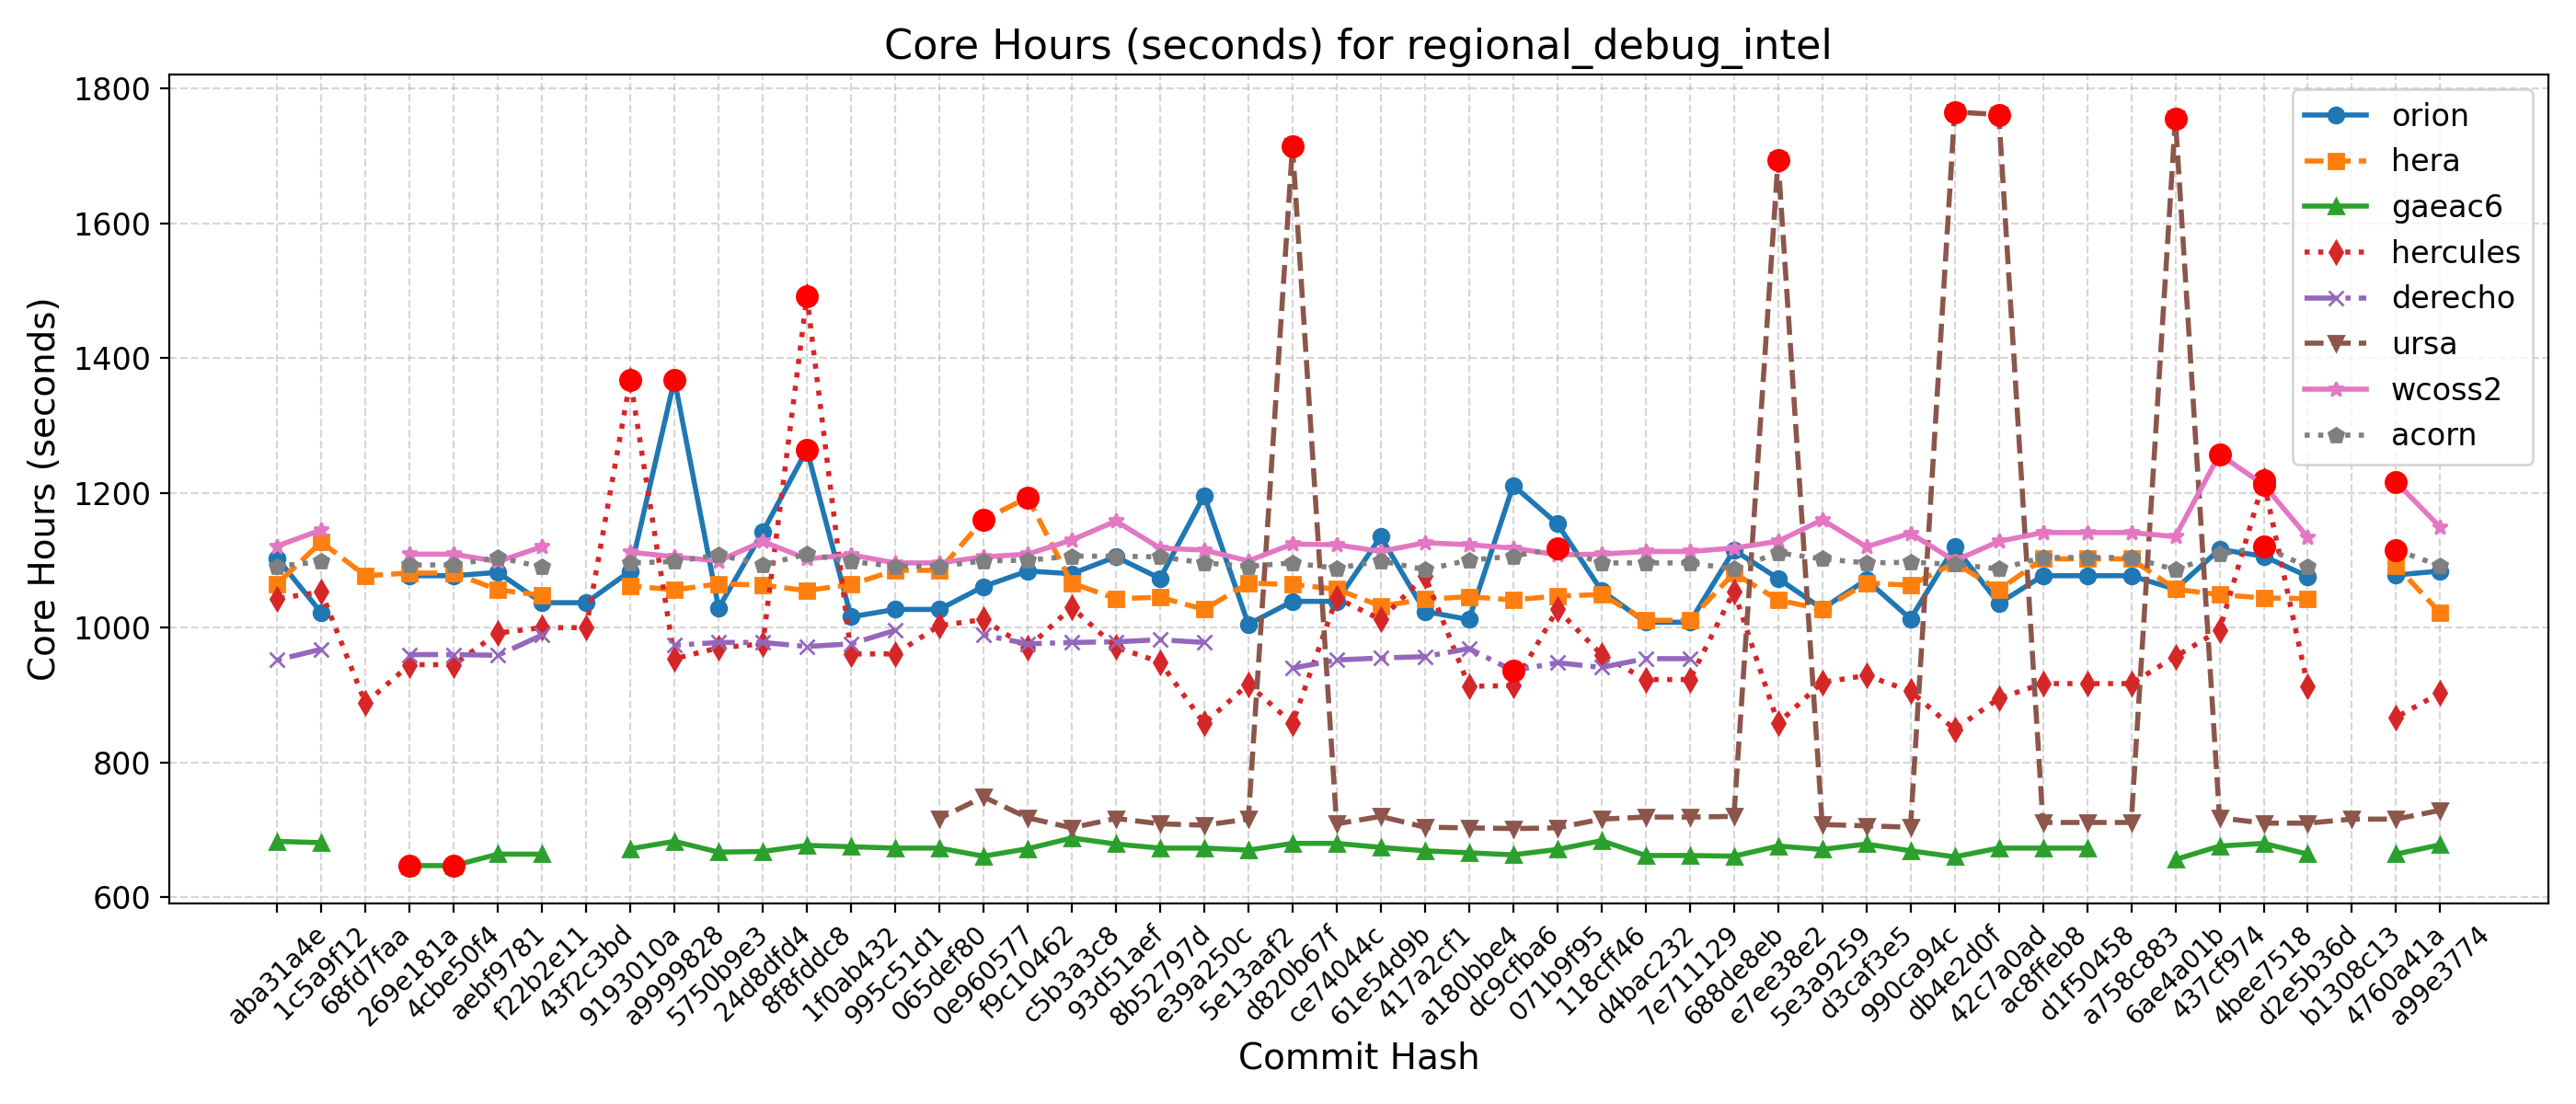 Core Hours (seconds) for regional_debug_intel
Core Hours (seconds)
1800
1600
1400
1200
1000
800
600
orion
hera
gaeac6
hercules
derecho
ursa
wcoss2
acorn
aba31a4e
1c5a9f12
68fd7faa
269e181a
4cbe50f4
aebf9781
f22b2e11
43f2c3bd
9193010a
a9999828
5750b9e3
24d8dfd4
8f8fddc8
1f0ab432
995c51d1
065def80
0e960577
f9c10462
c5b3a3c8
93d51aef
8b52797d
e39a250c
5e13aaf2
d820b67f
ce74044c
61e54d9b
417a2cf1
a180bbe4
dc9cfba6
071b9f95
118cff46
d4bac232
7e711129
688de8eb
e7ee38e2
5e3a9259
d3caf3e5
990ca94c
db4e2d0f
42c7a0ad
ac8ffeb8
d1f50458
a758c883
6ae4a01b
437cf974
4bee7518
d2e5b36d
b1308c13
4760a41a
a99e3774
Commit Hash